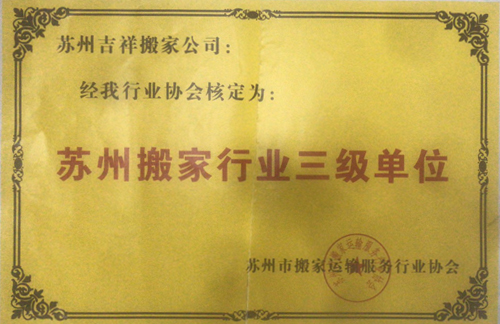 苏州吉祥搬家公司：
经我行业协会核定为：
苏州搬家行业三级单位
苏州市搬家运输服务行业协会